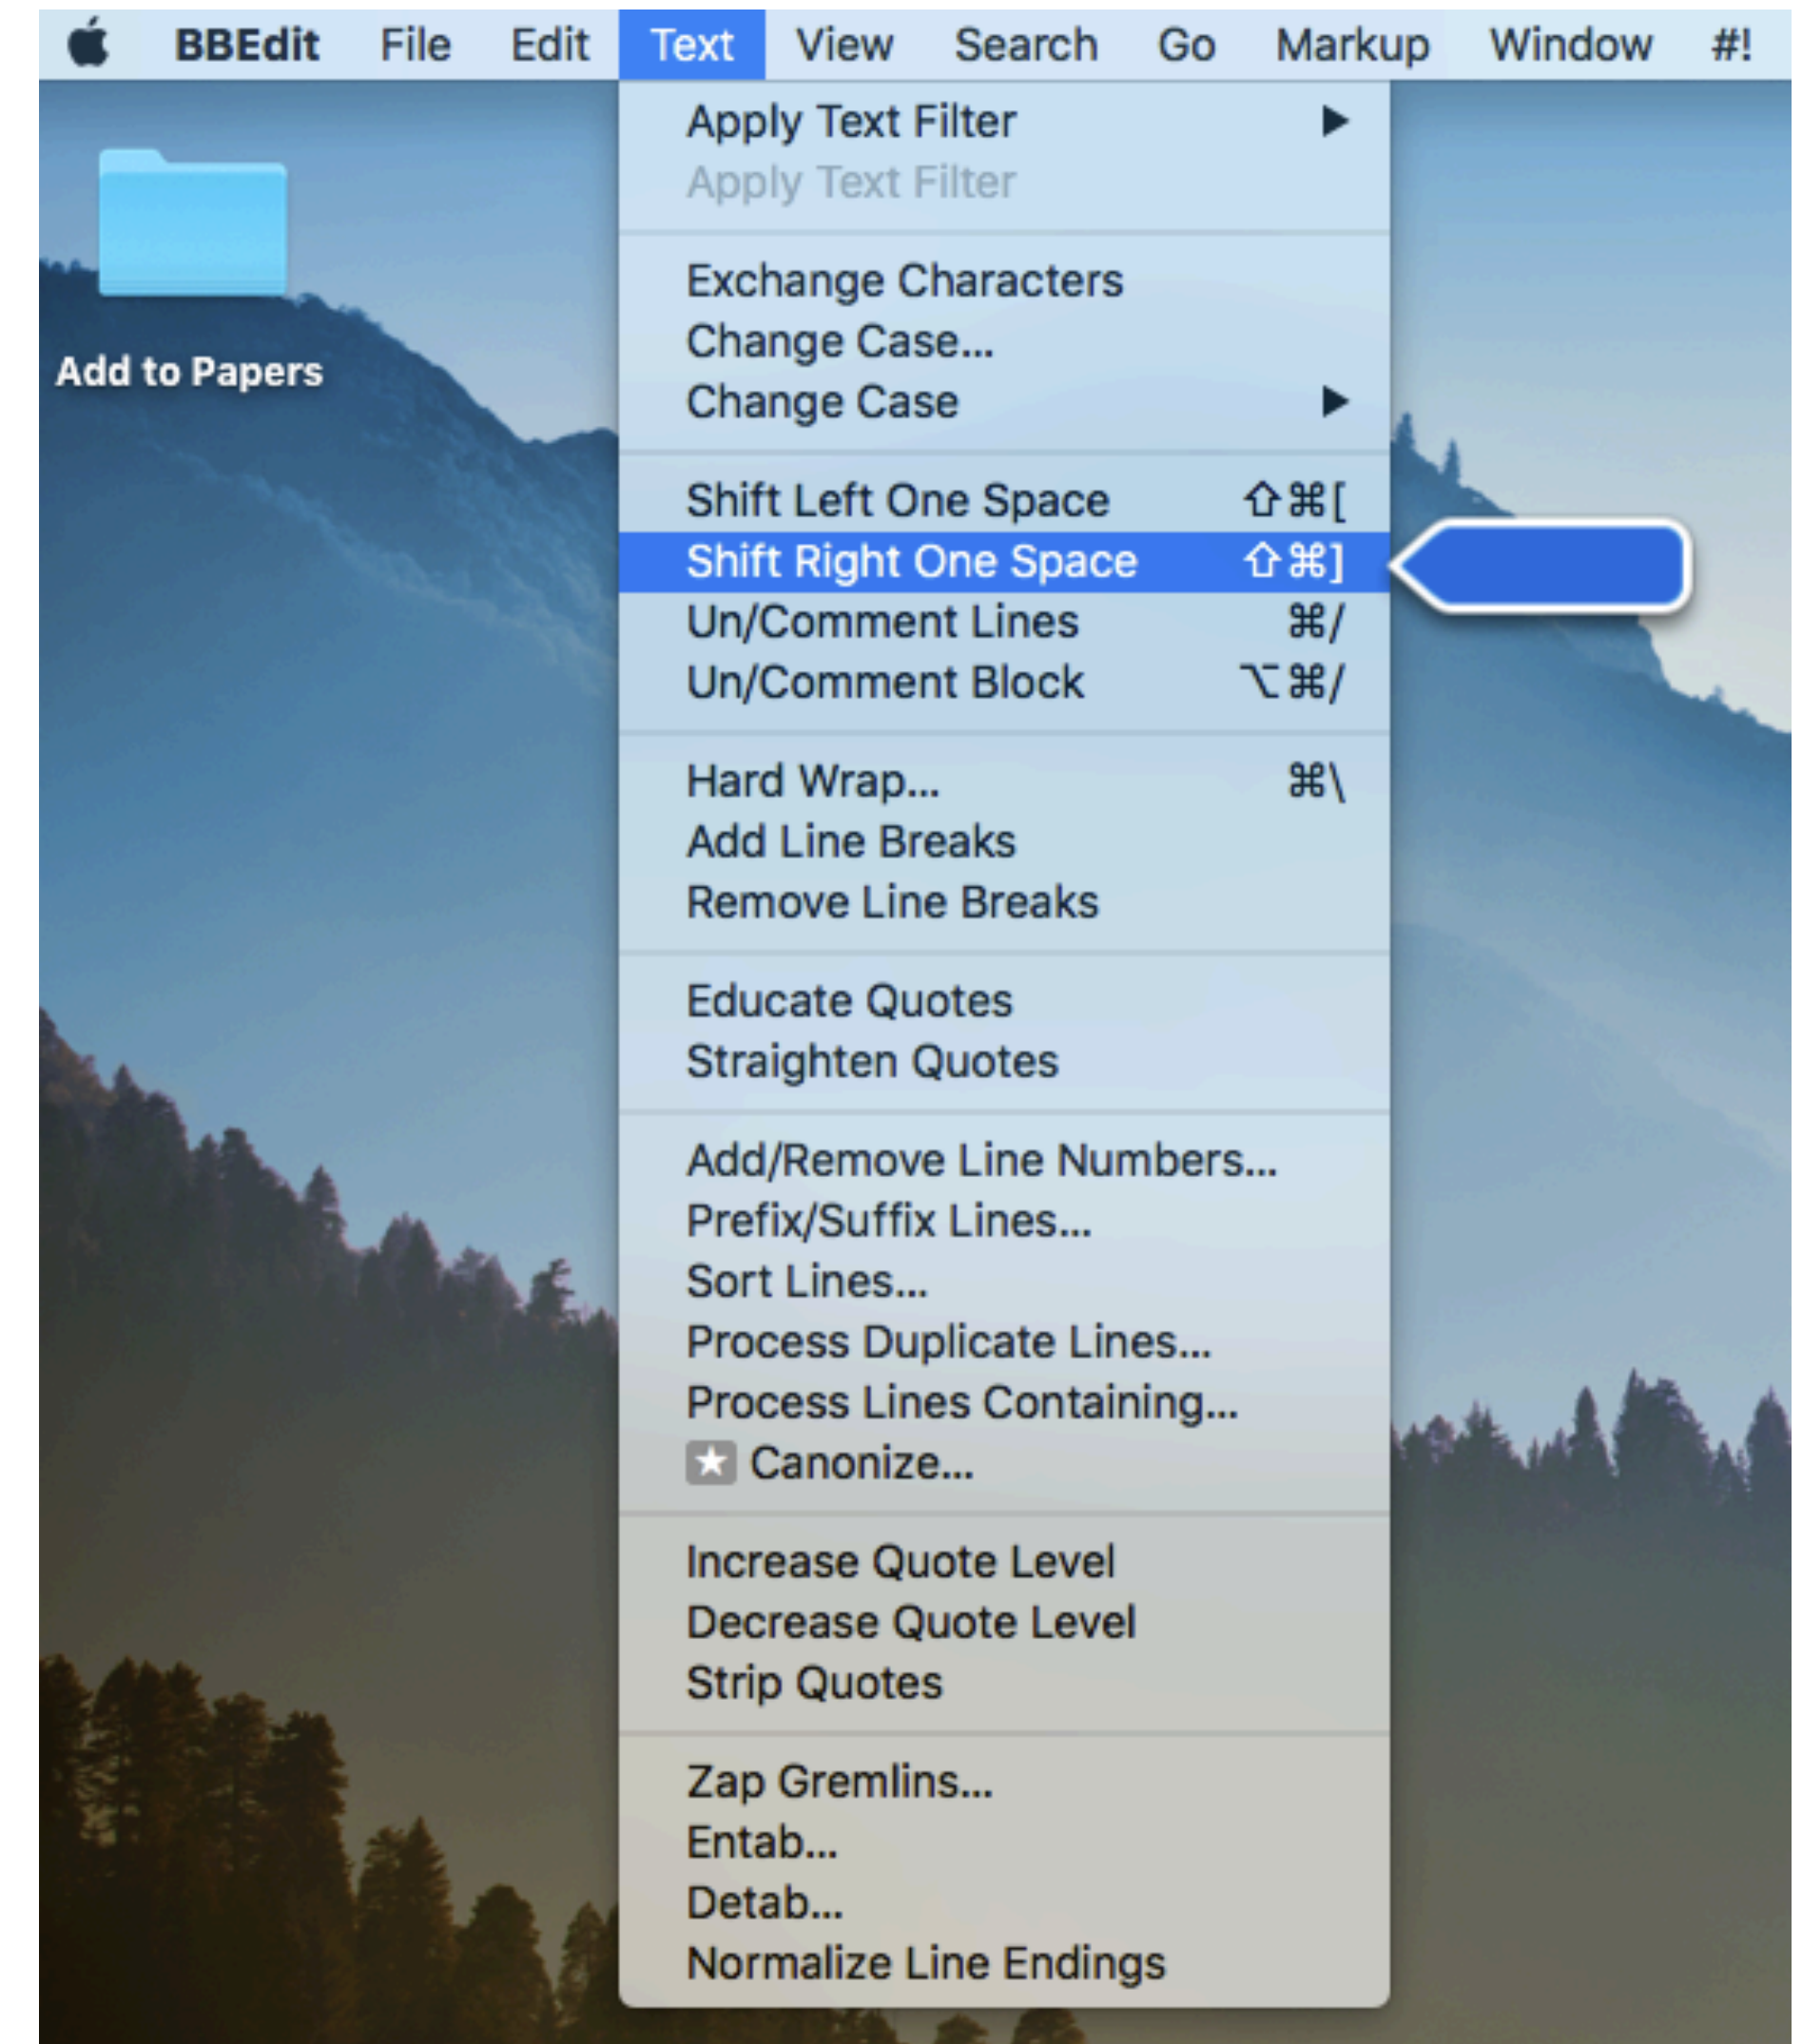 BBEdit File Edit Text View Search Go Markup Window #!
Add to Papers
Apply Text Filter ▶
Apply Text Filter
Exchange Characters
Change Case...
Change Case ▶
Shift Left One Space ⇧⌘[
Shift Right One Space ⇧⌘]
Un/Comment Lines ⌘/
Un/Comment Block ⌥⌘/
Hard Wrap... ⌘\
Add Line Breaks
Remove Line Breaks
Educate Quotes
Straighten Quotes
Add/Remove Line Numbers...
Prefix/Suffix Lines...
Sort Lines...
Process Duplicate Lines...
Process Lines Containing...
Canonize...
Increase Quote Level
Decrease Quote Level
Strip Quotes
Zap Gremlins...
Entab...
Detab...
Normalize Line Endings